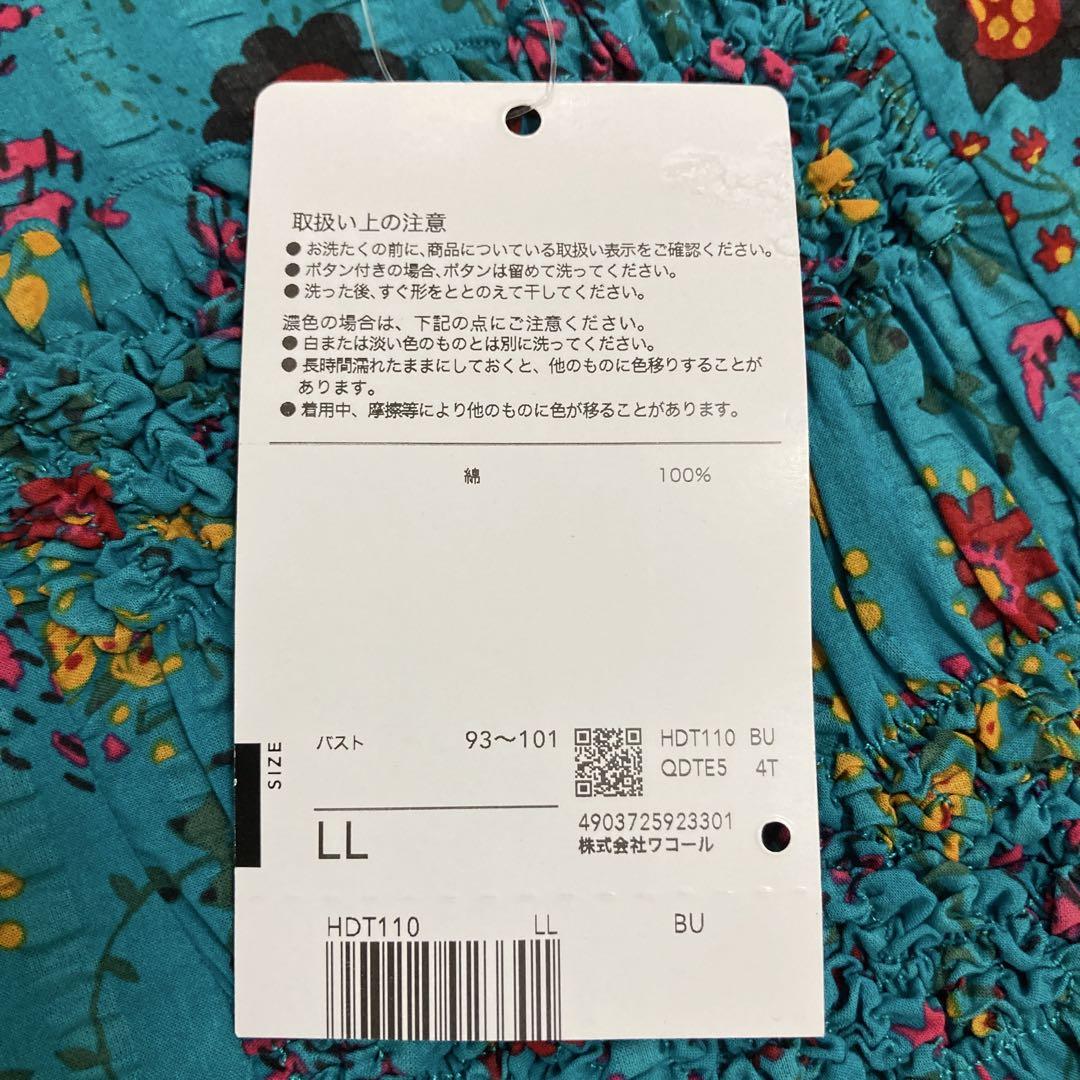 取扱い上の注意
●お洗たくの前に、商品についている取扱い表示をご確認ください。
●ボタン付きの場合、ボタンは留めて洗ってください。
●洗った後、すぐ形をととのえて干してください。
濃色の場合は、下記の点にご注意ください。
●白または淡い色のものとは別に洗ってください。
●長時間濡れたままにしておくと、他のものに色移りすることが
あります。
●着用中、摩擦等により他のものに色が移ることがあります。
綿 100%
SIZE
バスト 93〜101
LL
HDT110 BU
QDTE5 4T
4903725923301
株式会社ワコール
HDT110 LL BU